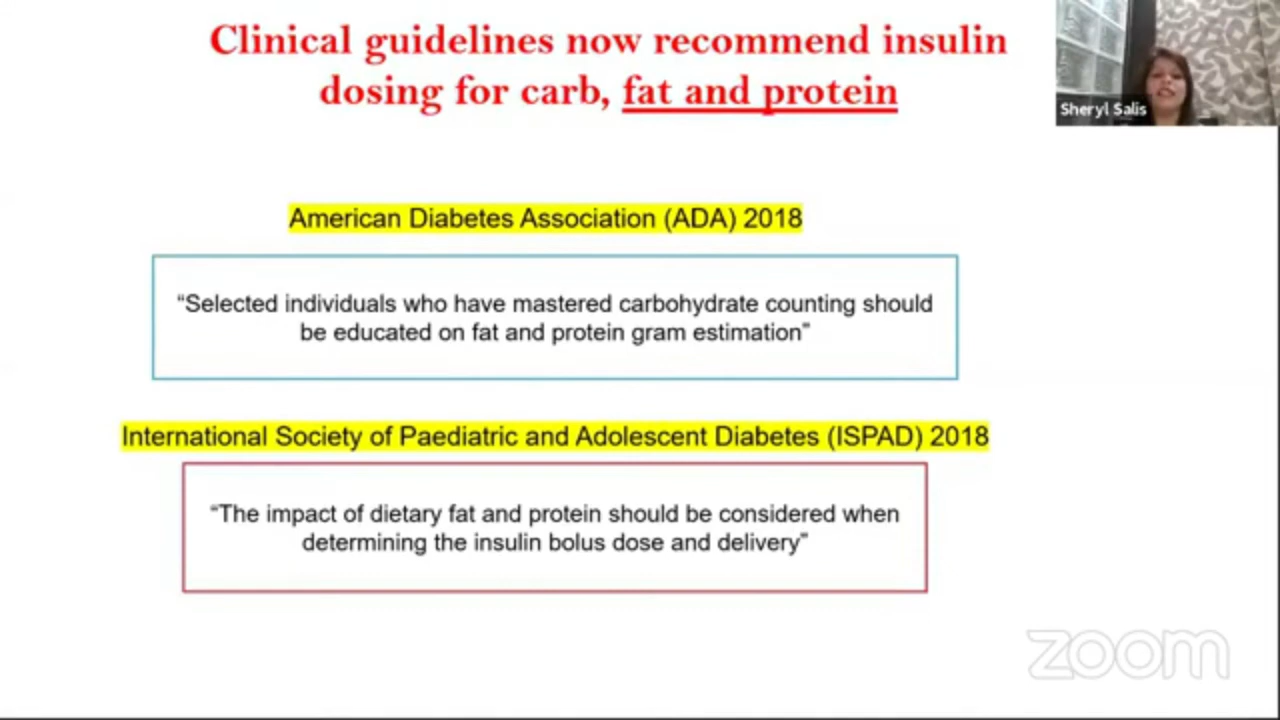 Clinical guidelines now recommend insulin
dosing for carb, fat and protein
Sheryl Salis
American Diabetes Association (ADA) 2018
“Selected individuals who have mastered carbohydrate counting should
be educated on fat and protein gram estimation”
International Society of Paediatric and Adolescent Diabetes (ISPAD) 2018
“The impact of dietary fat and protein should be considered when
determining the insulin bolus dose and delivery”
zoom